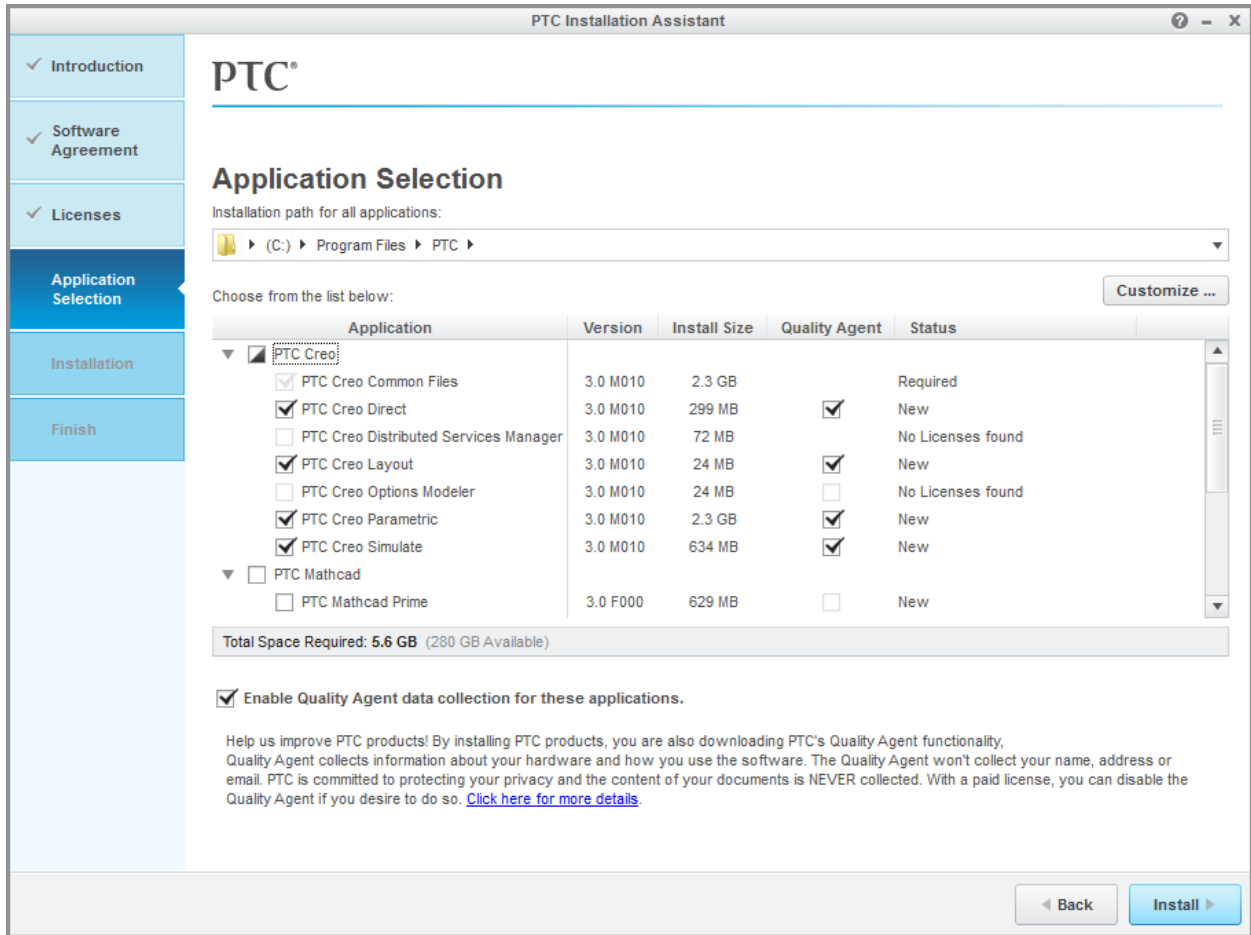 PTC Installation Assistant
Introduction
Software
Agreement
Licenses
Application
Selection
Installation
Finish
PTC®
Application Selection
Installation path for all applications:
(C:) Program Files PTC
Choose from the list below:
Customize ...
Application Version Install Size Quality Agent Status
PTC Creo
PTC Creo Common Files 3.0 M010 2.3 GB Required
PTC Creo Direct 3.0 M010 299 MB New
PTC Creo Distributed Services Manager 3.0 M010 72 MB No Licenses found
PTC Creo Layout 3.0 M010 24 MB New
PTC Creo Options Modeler 3.0 M010 24 MB No Licenses found
PTC Creo Parametric 3.0 M010 2.3 GB New
PTC Creo Simulate 3.0 M010 634 MB New
PTC Mathcad
PTC Mathcad Prime 3.0 F000 629 MB New
Total Space Required: 5.6 GB (280 GB Available)
Enable Quality Agent data collection for these applications.
Help us improve PTC products! By installing PTC products, you are also downloading PTC's Quality Agent functionality,
Quality Agent collects information about your hardware and how you use the software. The Quality Agent won't collect your name, address or
email. PTC is committed to protecting your privacy and the content of your documents is NEVER collected. With a paid license, you can disable the
Quality Agent if you desire to do so. Click here for more details.
Back
Install